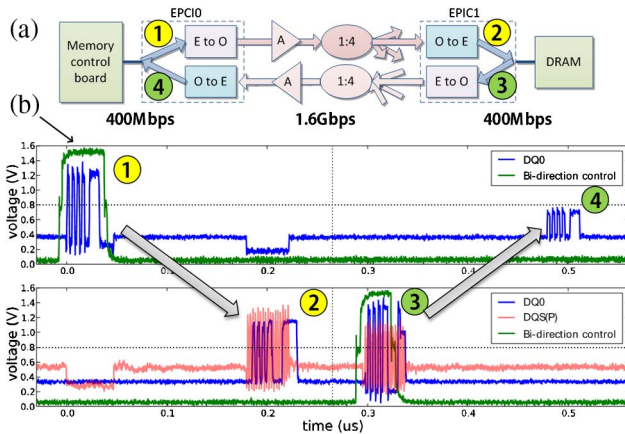 (a)
EPCI0
EPIC1
Memory control board
1
E to O
A
1:4
O to E
2
DRAM
4
O to E
A
1:4
E to O
3
400Mbps
1.6Gbps
400Mbps
(b)
voltage (V)
1.6
1.4
1.2
1.0
0.8
0.6
0.4
0.2
0.0
1
DQ0
Bi-direction control
4
0.0
0.1
0.2
0.3
0.4
0.5
voltage (V)
1.6
1.4
1.2
1.0
0.8
0.6
0.4
0.2
0.0
2
3
DQ0
DQS(P)
Bi-direction control
0.0
0.1
0.2
0.3
0.4
0.5
time (us)